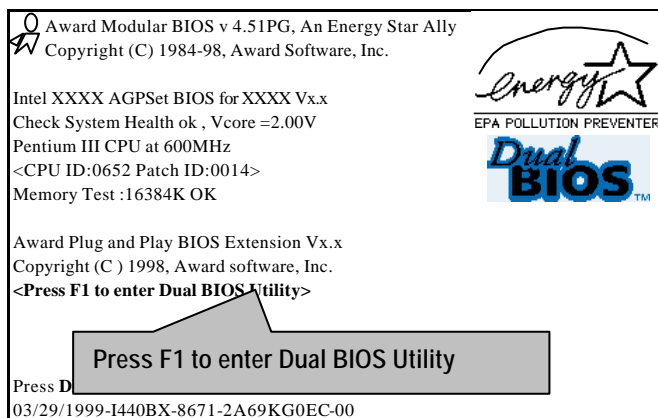 Award Modular BIOS v 4.51PG, An Energy Star Ally
Copyright (C) 1984-98, Award Software, Inc.
energy
EPA POLLUTION PREVENTER
Dual
BIOS TM
Intel XXXX AGPSet BIOS for XXXX Vx.x
Check System Health ok , Vcore =2.00V
Pentium III CPU at 600MHz
<CPU ID:0652 Patch ID:0014>
Memory Test :16384K OK
Award Plug and Play BIOS Extension Vx.x
Copyright (C ) 1998, Award software, Inc.
<Press F1 to enter Dual BIOS Utility>
Press F1 to enter Dual BIOS Utility
Press D
03/29/1999-I440BX-8671-2A69KG0EC-00